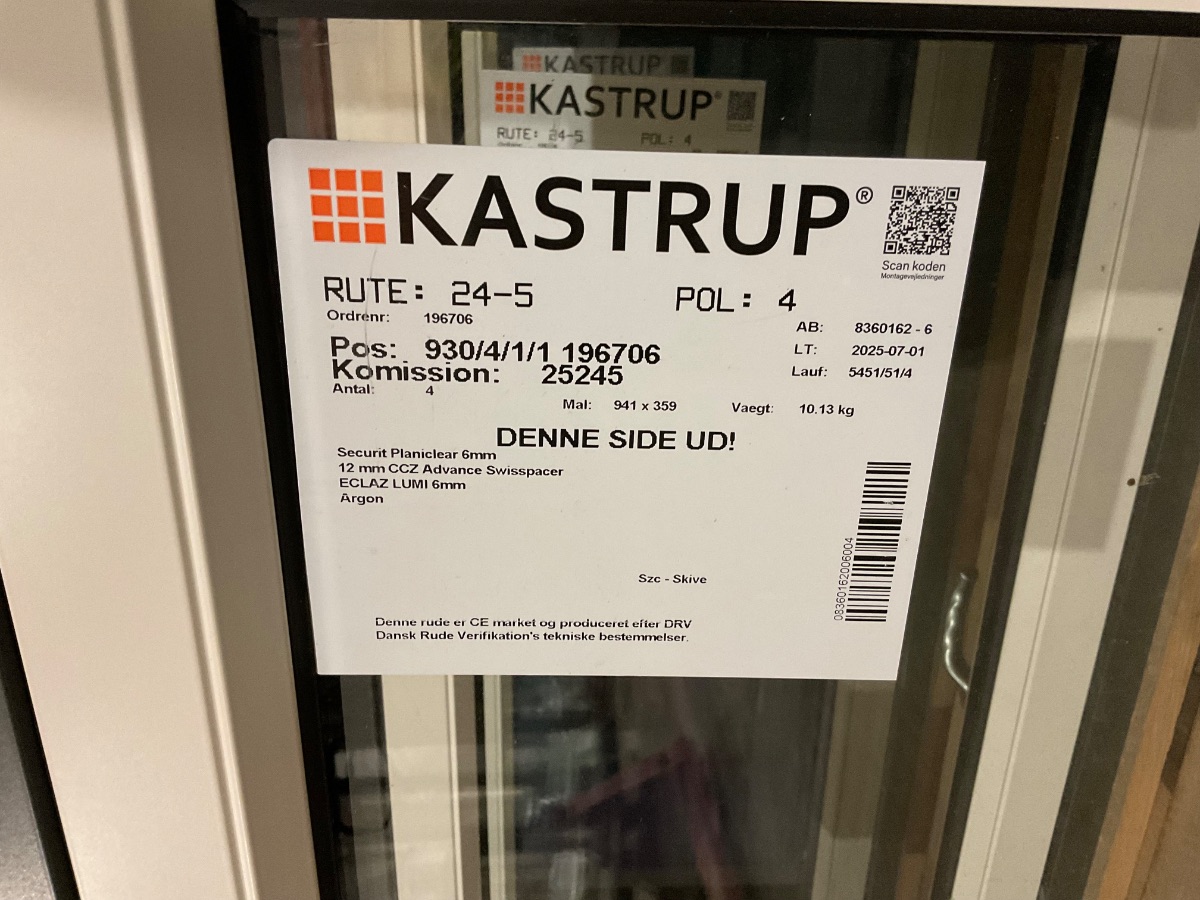 KASTRUP
KASTRUP®
RUTE: 24-5 POL: 4
KASTRUP®
Scan koden
Montagevejledninger
RUTE: 24-5 POL: 4
Ordrenr: 196706
AB: 8360162 - 6
Pos: 930/4/1/1 196706
LT: 2025-07-01
Komission: 25245
Lauf: 5451/51/4
Antal: 4
Mal: 941 x 359 Vaegt: 10.13 kg
DENNE SIDE UD!
Securit Planiclear 6mm
12 mm CCZ Advance Swisspacer
ECLAZ LUMI 6mm
Argon
08360162006004
Szc - Skive
Denne rude er CE market og produceret efter DRV
Dansk Rude Verifikation's tekniske bestemmelser.